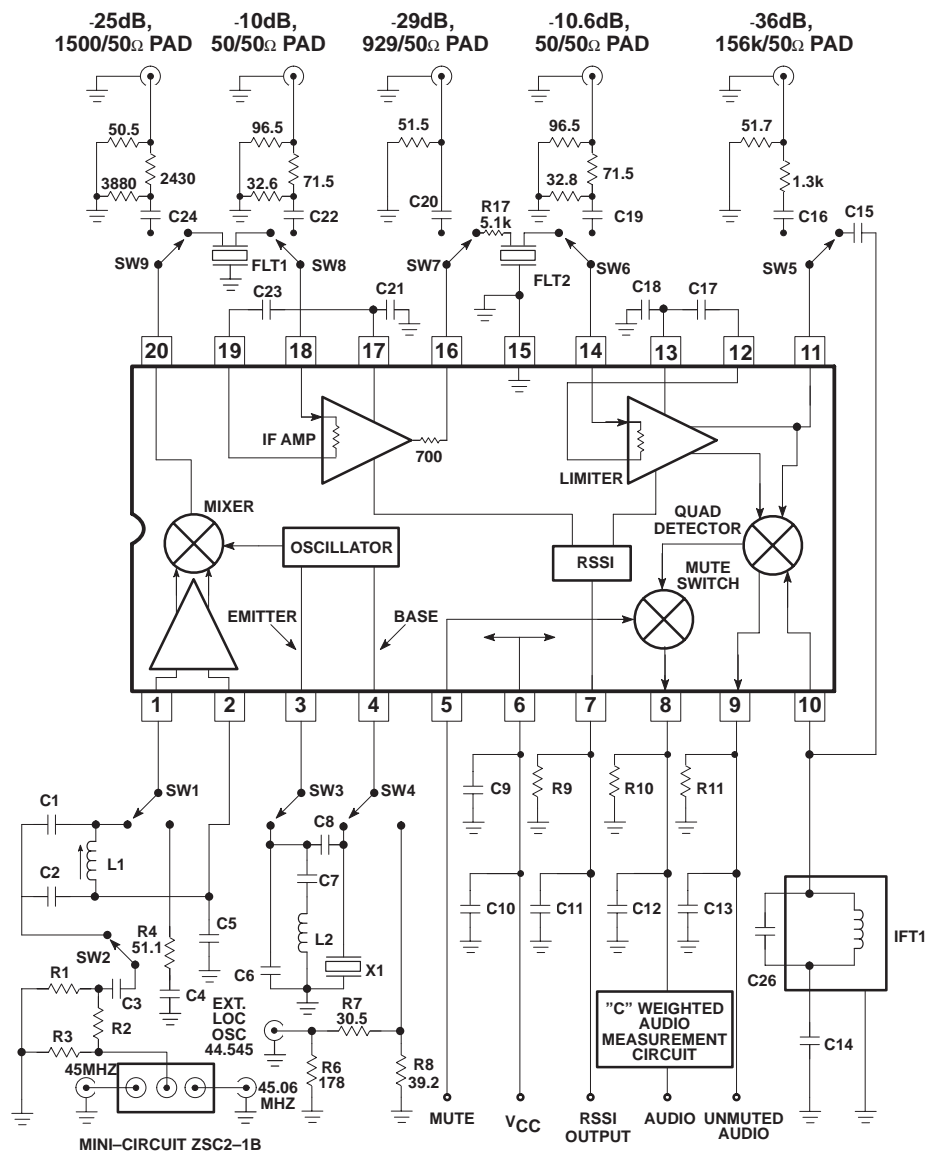 -25dB,
1500/50Ω PAD
-10dB,
50/50Ω PAD
-29dB,
929/50Ω PAD
-10.6dB,
50/50Ω PAD
-36dB,
156k/50Ω PAD
50.5
96.5
51.5
96.5
51.7
2430
71.5
71.5
1.3k
3880
32.6
32.8
C24
C22
C20
R17
5.1k
C19
C16
C15
SW9
FLT1
SW8
SW7
FLT2
SW6
SW5
C23
C21
C18
C17
20
19
18
17
16
15
14
13
12
11
IF AMP
700
LIMITER
MIXER
OSCILLATOR
RSSI
QUAD
DETECTOR
MUTE
SWITCH
EMITTER
BASE
1
2
3
4
5
6
7
8
9
10
SW1
SW3
SW4
C9
R9
R10
R11
C1
L1
C2
C8
C7
C5
R4
51.1
L2
C10
C11
C12
C13
IFT1
SW2
C6
X1
C26
R1
C3
C4
R2
EXT.
LOC
OSC
44.545
R7
30.5
"C" WEIGHTED
AUDIO
MEASUREMENT
CIRCUIT
C14
R3
R6
178
R8
39.2
45MHZ
45.06
MHZ
MUTE
VCC
RSSI
OUTPUT
AUDIO
UNMUTED
AUDIO
MINI–CIRCUIT ZSC2–1B